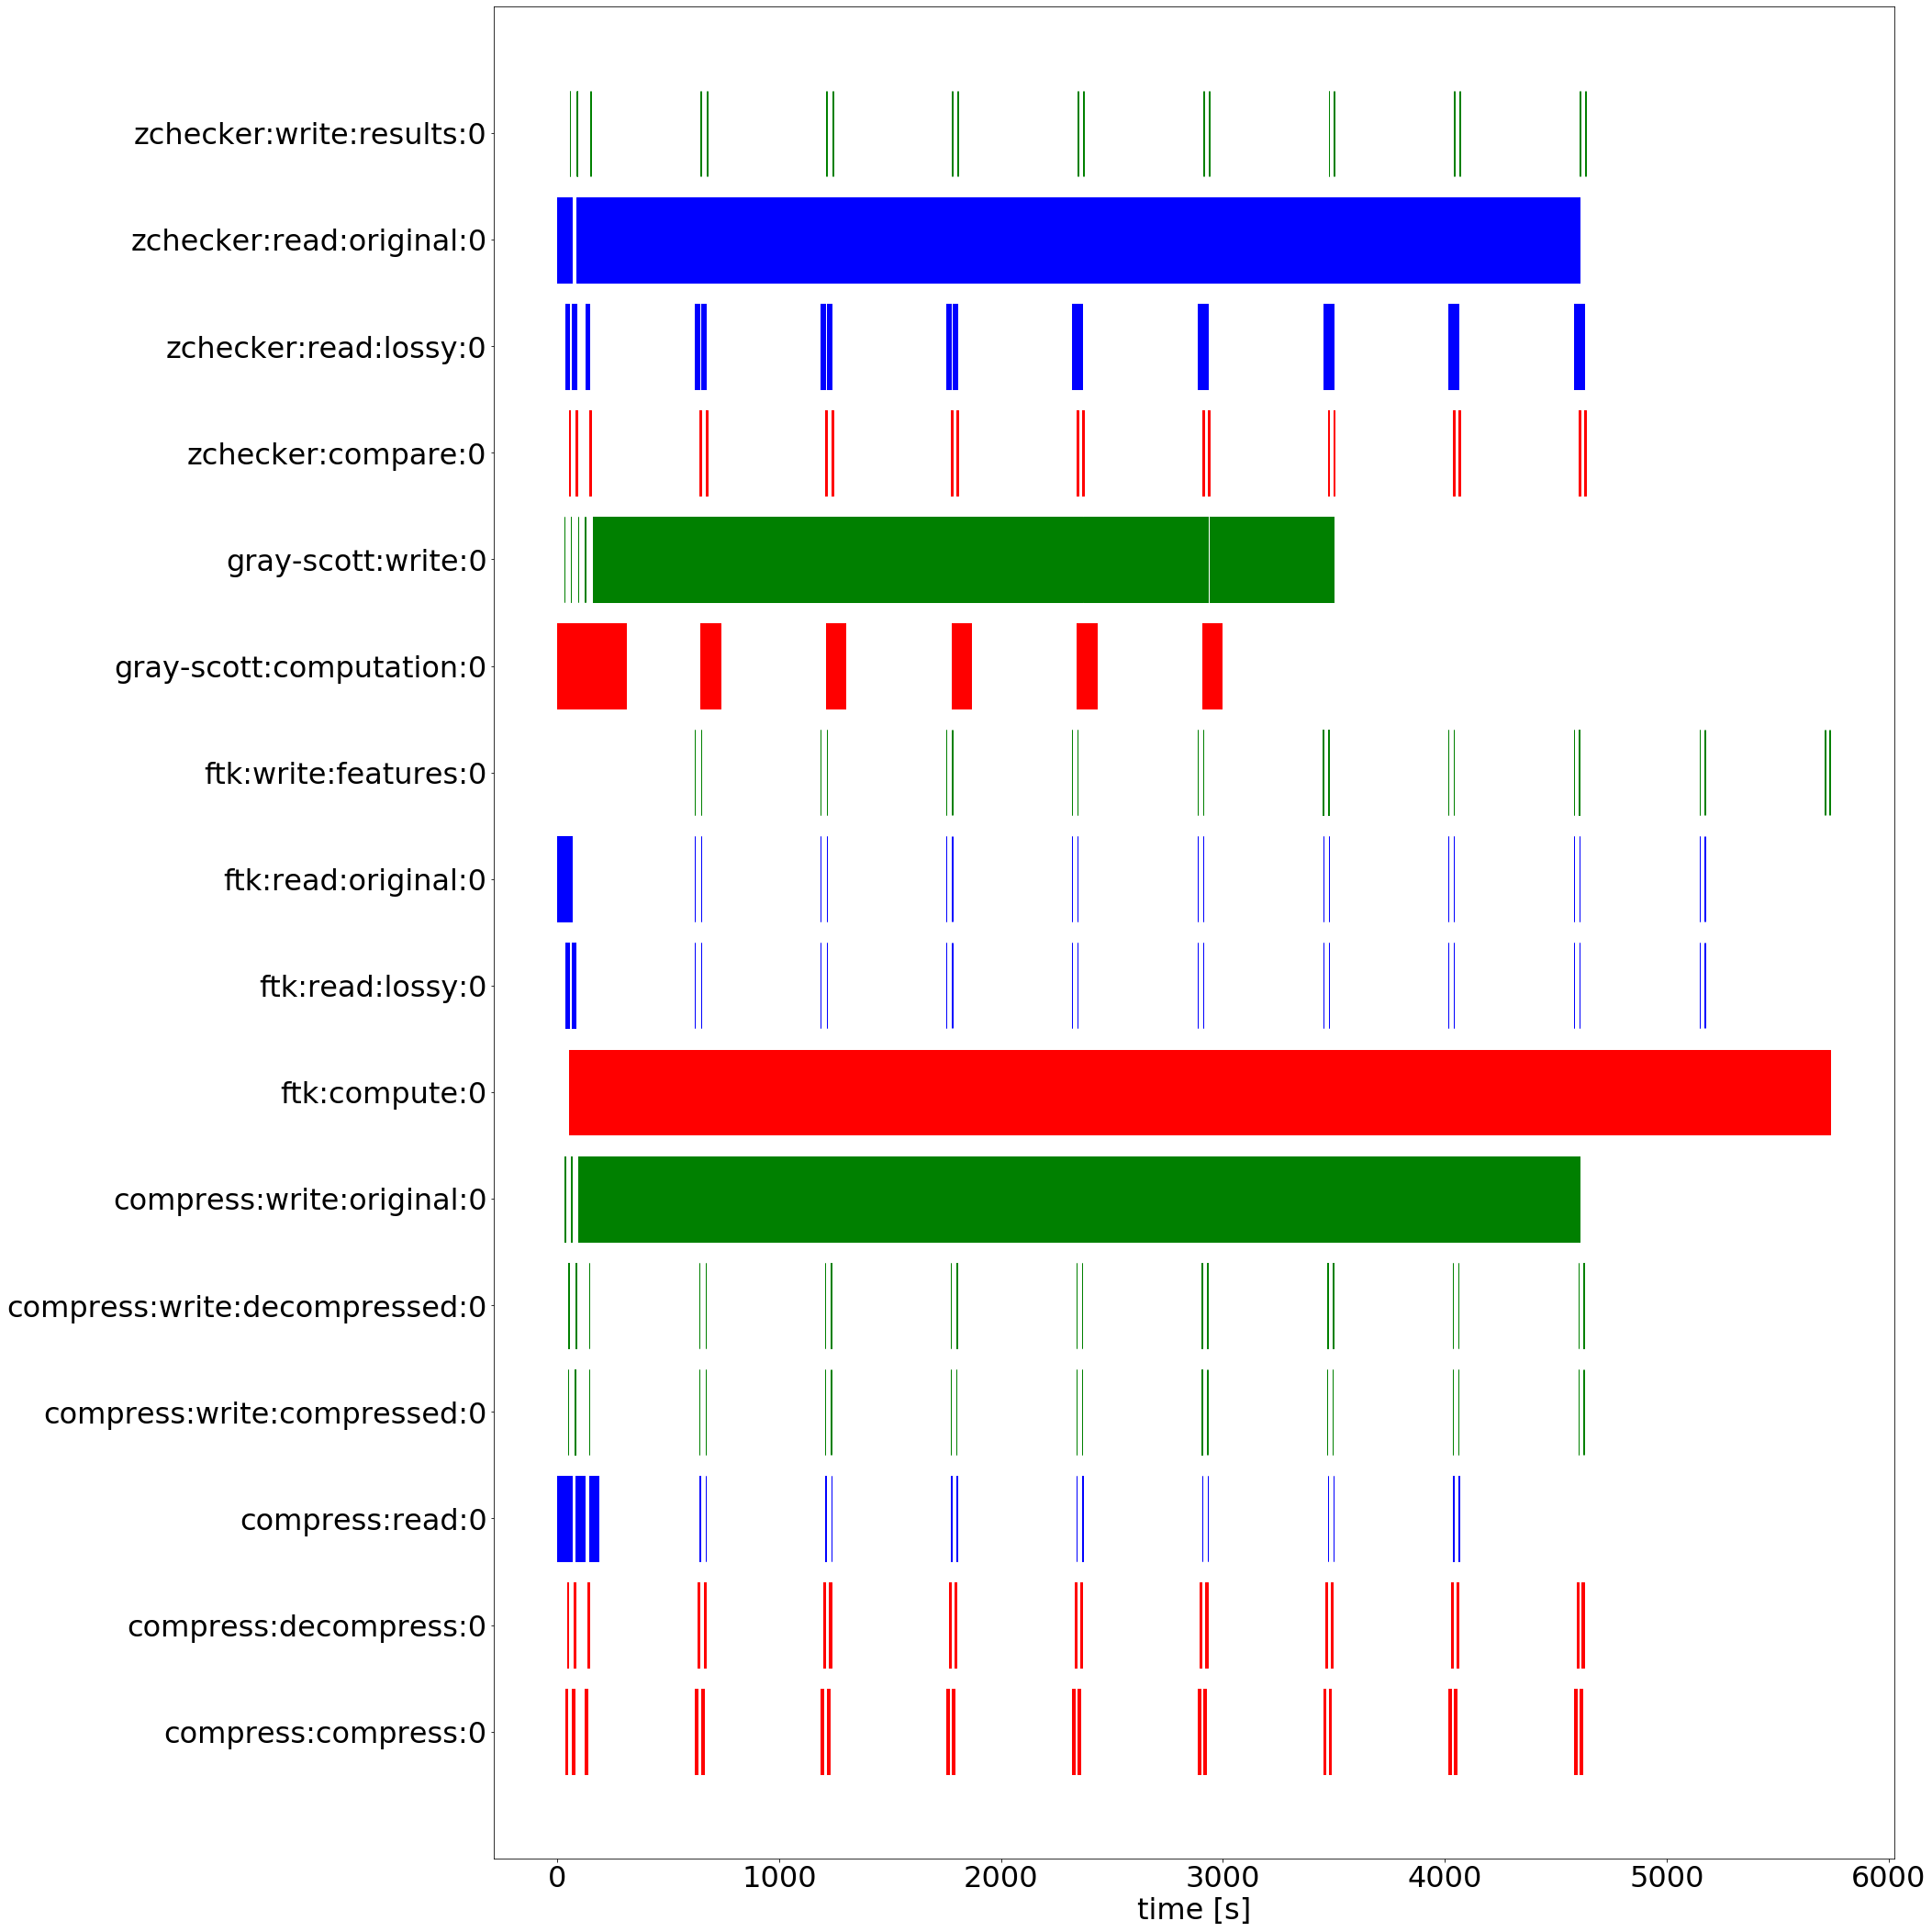 zchecker:write:results:0
zchecker:read:original:0
zchecker:read:lossy:0
zchecker:compare:0
gray-scott:write:0
gray-scott:computation:0
ftk:write:features:0
ftk:read:original:0
ftk:read:lossy:0
ftk:compute:0
compress:write:original:0
compress:write:decompressed:0
compress:write:compressed:0
compress:read:0
compress:decompress:0
compress:compress:0
0 1000 2000 3000 4000 5000 6000
time [s]